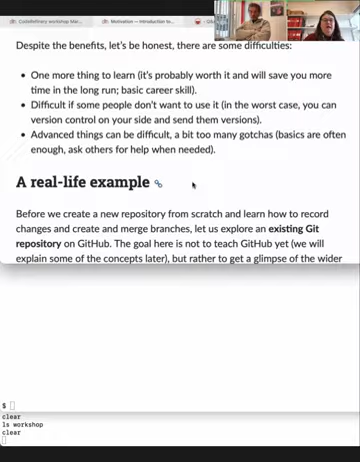 CodeRefinery workshop Mar...
Motivation — Introduction to...
Despite the benefits, let's be honest, there are some difficulties:
• One more thing to learn (it's probably worth it and will save you more
time in the long run; basic career skill).
• Difficult if some people don't want to use it (in the worst case, you can
version control on your side and send them versions).
• Advanced things can be difficult, a bit too many gotchas (basics are often
enough, ask others for help when needed).
A real-life example
Before we create a new repository from scratch and learn how to record
changes and create and merge branches, let us explore an existing Git
repository on GitHub. The goal here is not to teach GitHub yet (we will
explain some of the concepts later), but rather to get a glimpse of the wider
$
clear
ls workshop
clear